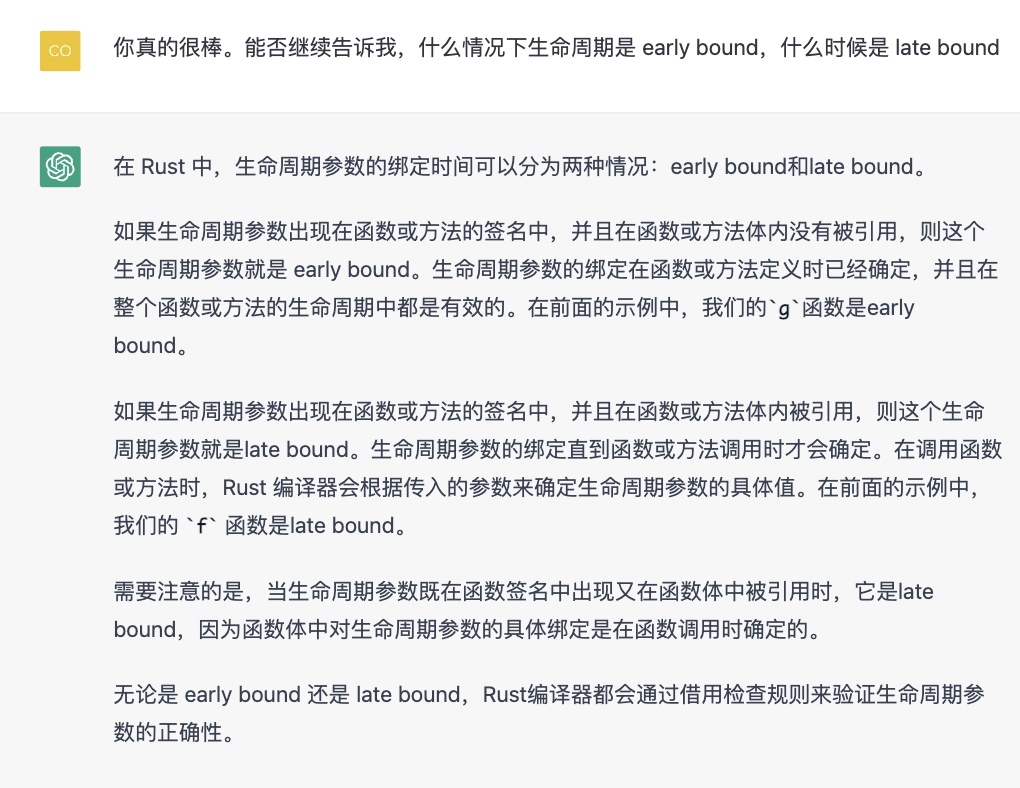 CO
你真的很棒。能否继续告诉我，什么情况下生命周期是 early bound，什么时候是 late bound
在 Rust 中，生命周期参数的绑定时间可以分为两种情况：early bound和late bound。
如果生命周期参数出现在函数或方法的签名中，并且在函数或方法体内没有被引用，则这个
生命周期参数就是 early bound。生命周期参数的绑定在函数或方法定义时已经确定，并且在
整个函数或方法的生命周期中都是有效的。在前面的示例中，我们的`g`函数是early
bound。
如果生命周期参数出现在函数或方法的签名中，并且在函数或方法体内被引用，则这个生命
周期参数就是late bound。生命周期参数的绑定直到函数或方法调用时才会确定。在调用函数
或方法时，Rust 编译器会根据传入的参数来确定生命周期参数的具体值。在前面的示例中，
我们的 `f` 函数是late bound。
需要注意的是，当生命周期参数既在函数签名中出现又在函数体中被引用时，它是late
bound，因为函数体中对生命周期参数的具体绑定是在函数调用时确定的。
无论是 early bound 还是 late bound，Rust编译器都会通过借用检查规则来验证生命周期参
数的正确性。